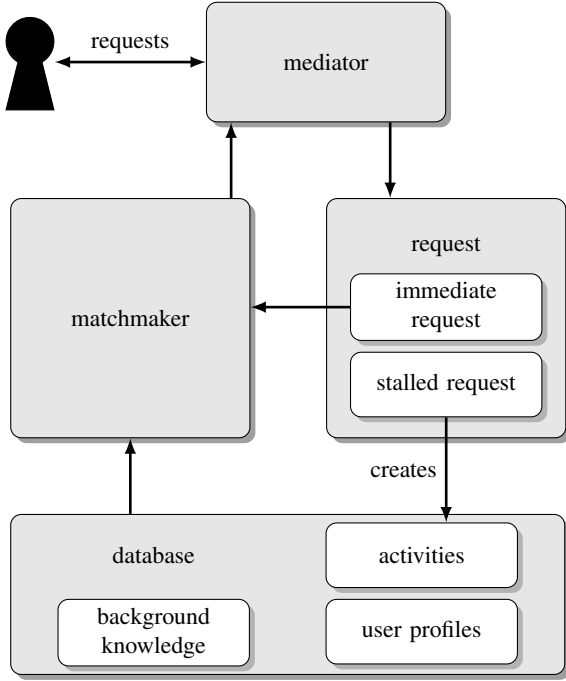 requests
mediator
request
immediate
request
matchmaker
stalled request
creates
database
activities
background
knowledge
user profiles